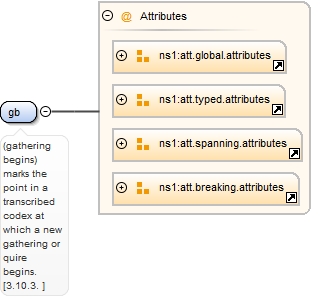 @ Attributes
ns1:att.global.attributes
ns1:att.typed.attributes
ns1:att.spanning.attributes
ns1:att.breaking.attributes
gb
(gathering
begins)
marks the
point in a
transcribed
codex at
which a new
gathering or
quire
begins.
[3.10.3. ]